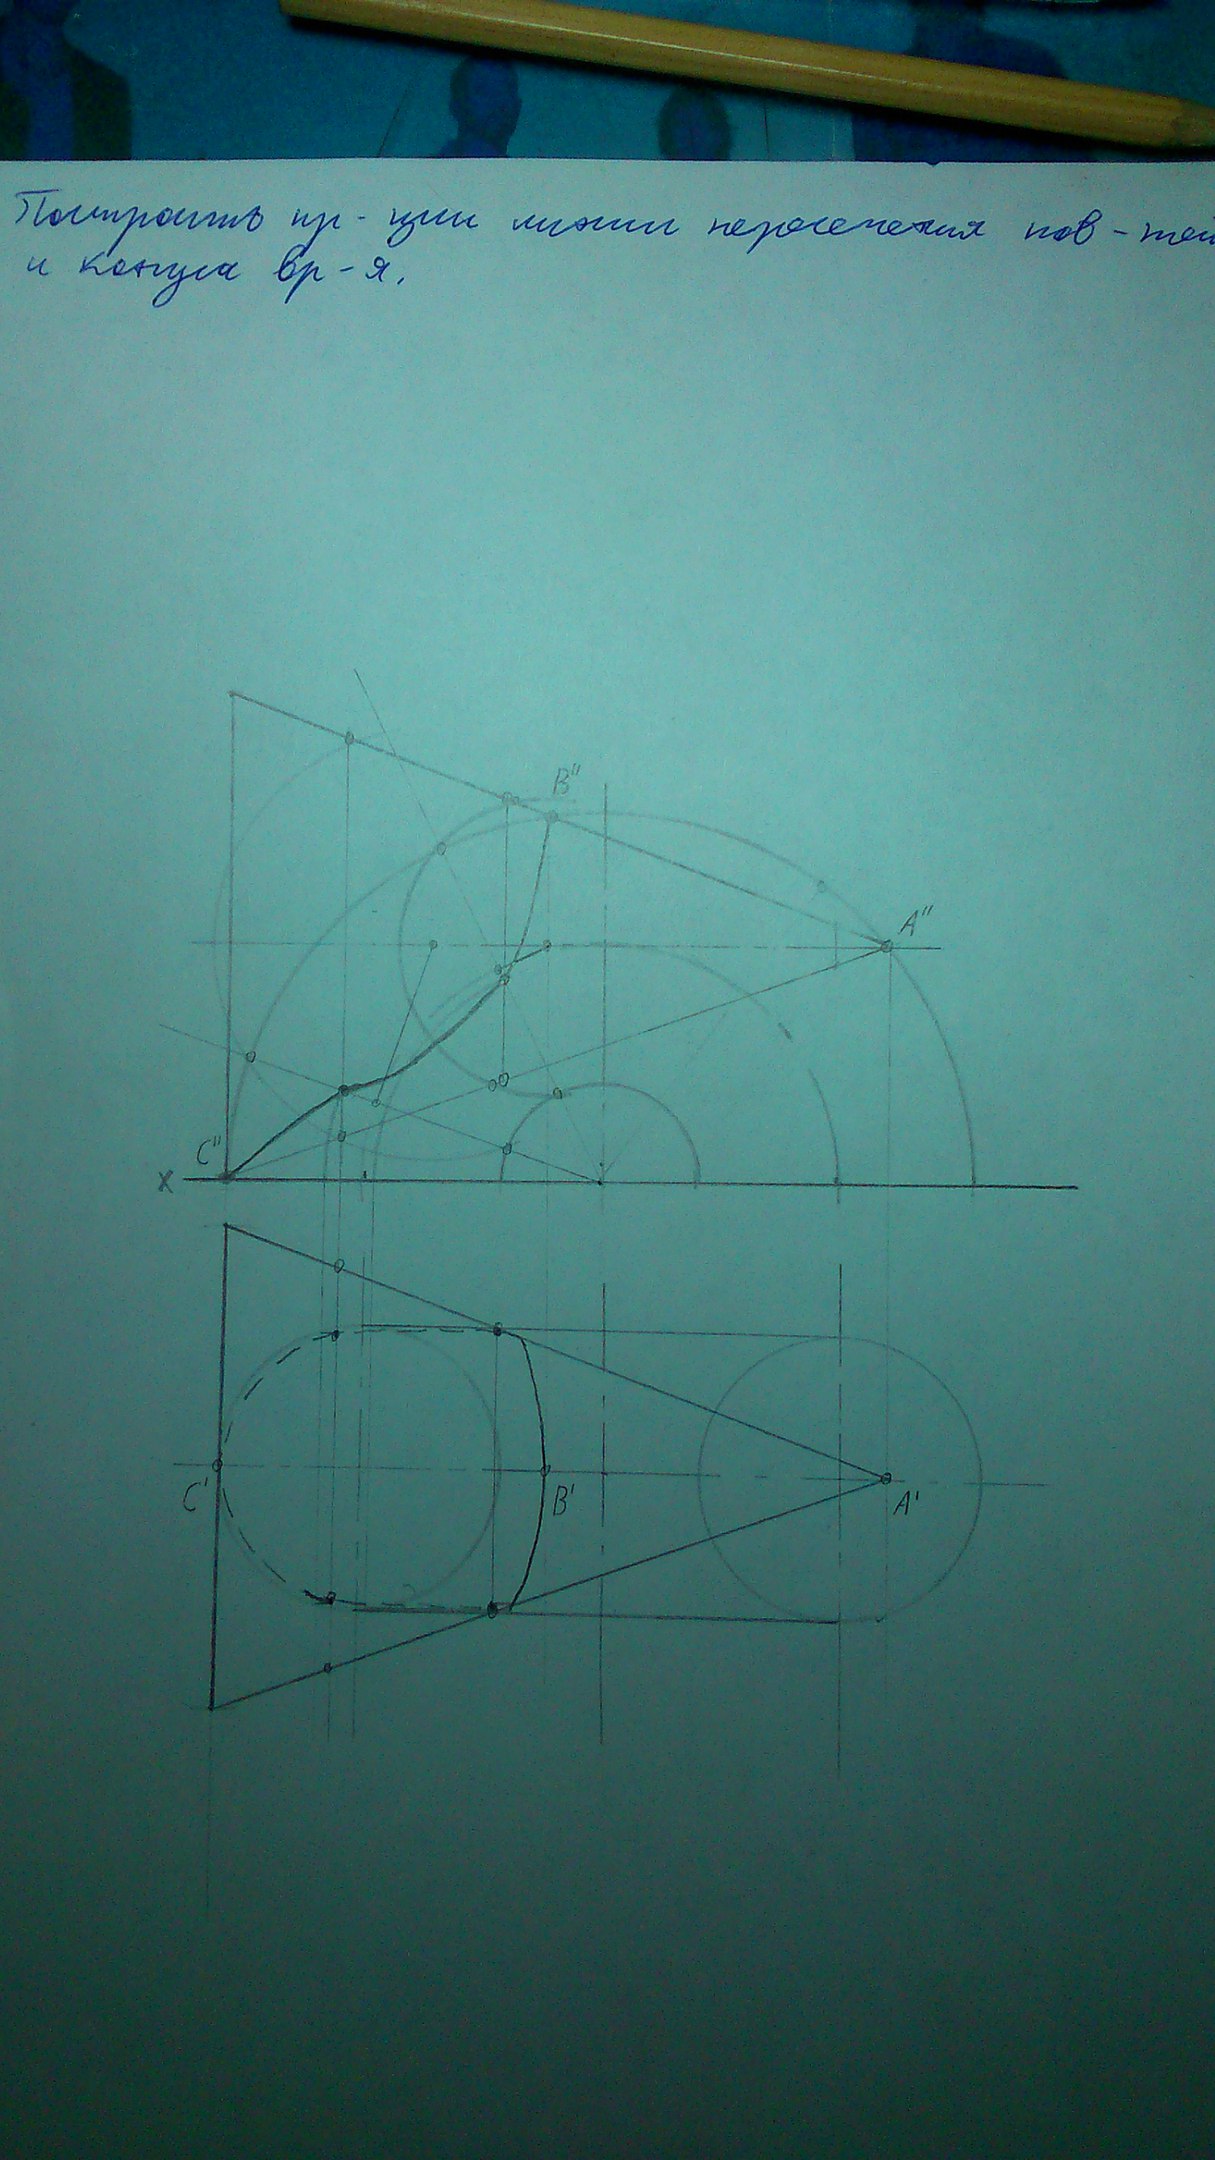 Построить пр-ции линии пересечения пов-тей
и конуса вр-я.
B"
A"
C"
x
C'
B'
A'